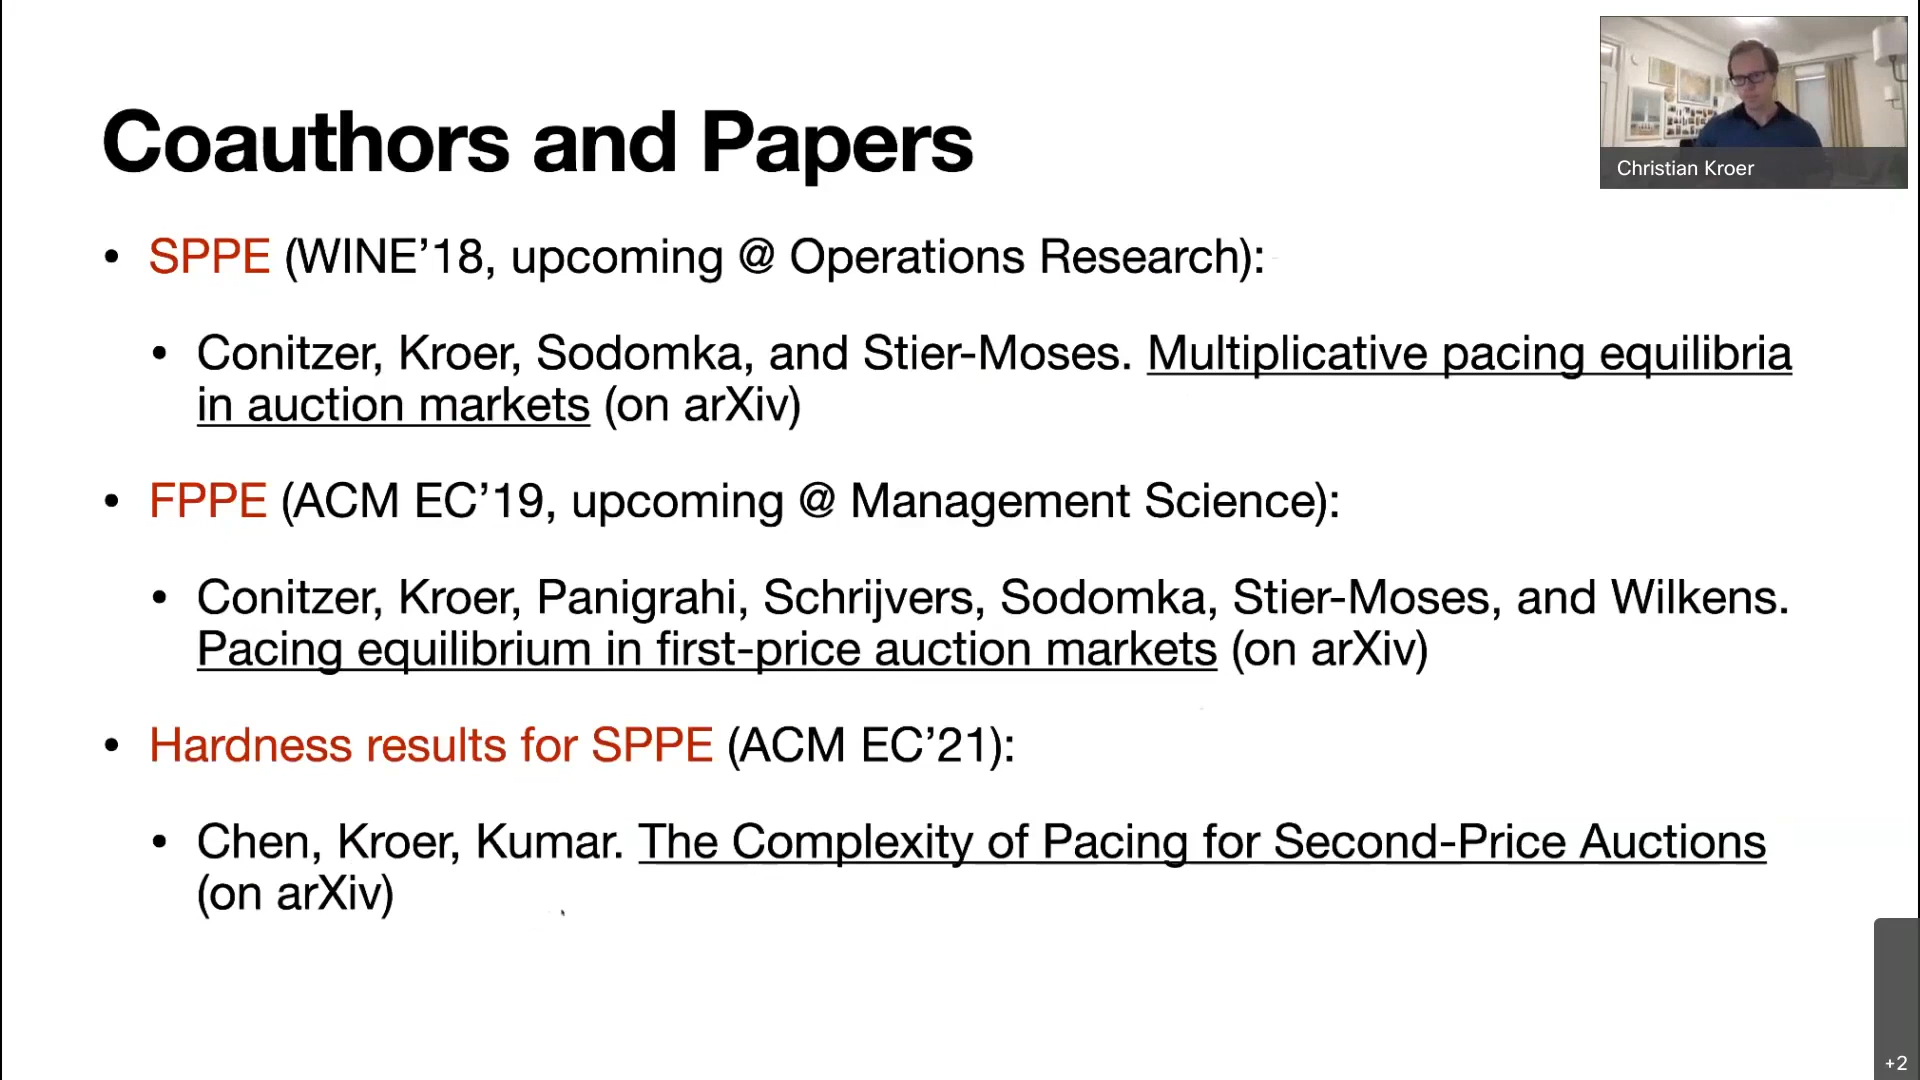 Coauthors and Papers
Christian Kroer
• SPPE (WINE’18, upcoming @ Operations Research):
• Conitzer, Kroer, Sodomka, and Stier-Moses. Multiplicative pacing equilibria
in auction markets (on arXiv)
• FPPE (ACM EC’19, upcoming @ Management Science):
• Conitzer, Kroer, Panigrahi, Schrijvers, Sodomka, Stier-Moses, and Wilkens.
Pacing equilibrium in first-price auction markets (on arXiv)
• Hardness results for SPPE (ACM EC’21):
• Chen, Kroer, Kumar. The Complexity of Pacing for Second-Price Auctions
(on arXiv)
+2